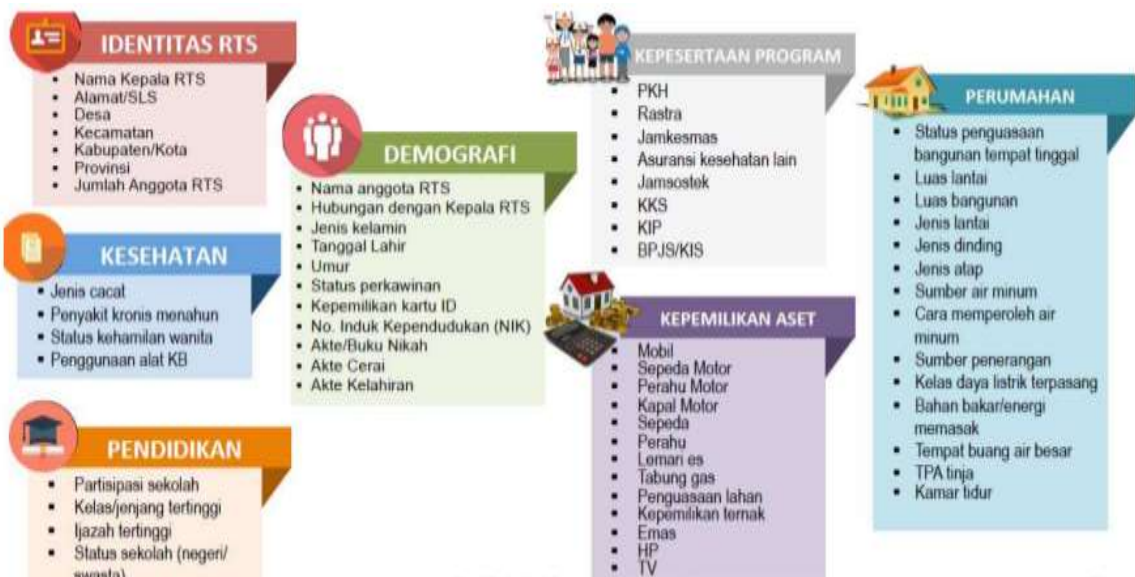 IDENTITAS RTS
Nama Kepala RTS
Alamat/SLS
Desa
Kecamatan
Kabupaten/Kota
Provinsi
Jumlah Anggota RTS
KESEHATAN
Jenis cacat
Penyakit kronis menahun
Status kehamilan wanita
Penggunaan alat KB
PENDIDIKAN
Partisipasi sekolah
Kelas/jenjang tertinggi
Ijazah tertinggi
Status sekolah (negeri/
swasta)
DEMOGRAFI
Nama anggota RTS
Hubungan dengan Kepala RTS
Jenis kelamin
Tanggal Lahir
Umur
Status perkawinan
Kepemilikan kartu ID
No. Induk Kependudukan (NIK)
Akte/Buku Nikah
Akte Cerai
Akte Kelahiran
KEPESERTAAN PROGRAM
PKH
Rastra
Jamkesmas
Asuransi kesehatan lain
Jamsostek
KKS
KIP
BPJS/KIS
KEPEMILIKAN ASET
Mobil
Sepeda Motor
Perahu Motor
Kapal Motor
Sepeda
Perahu
Lemari es
Tabung gas
Penguasaan lahan
Kepemilikan ternak
Emas
HP
TV
PERUMAHAN
Status penguasaan
bangunan tempat tinggal
Luas lantai
Luas bangunan
Jenis lantai
Jenis dinding
Jenis atap
Sumber air minum
Cara memperoleh air
minum
Sumber penerangan
Kelas daya listrik terpasang
Bahan bakar/energi
memasak
Tempat buang air besar
TPA tinja
Kamar tidur